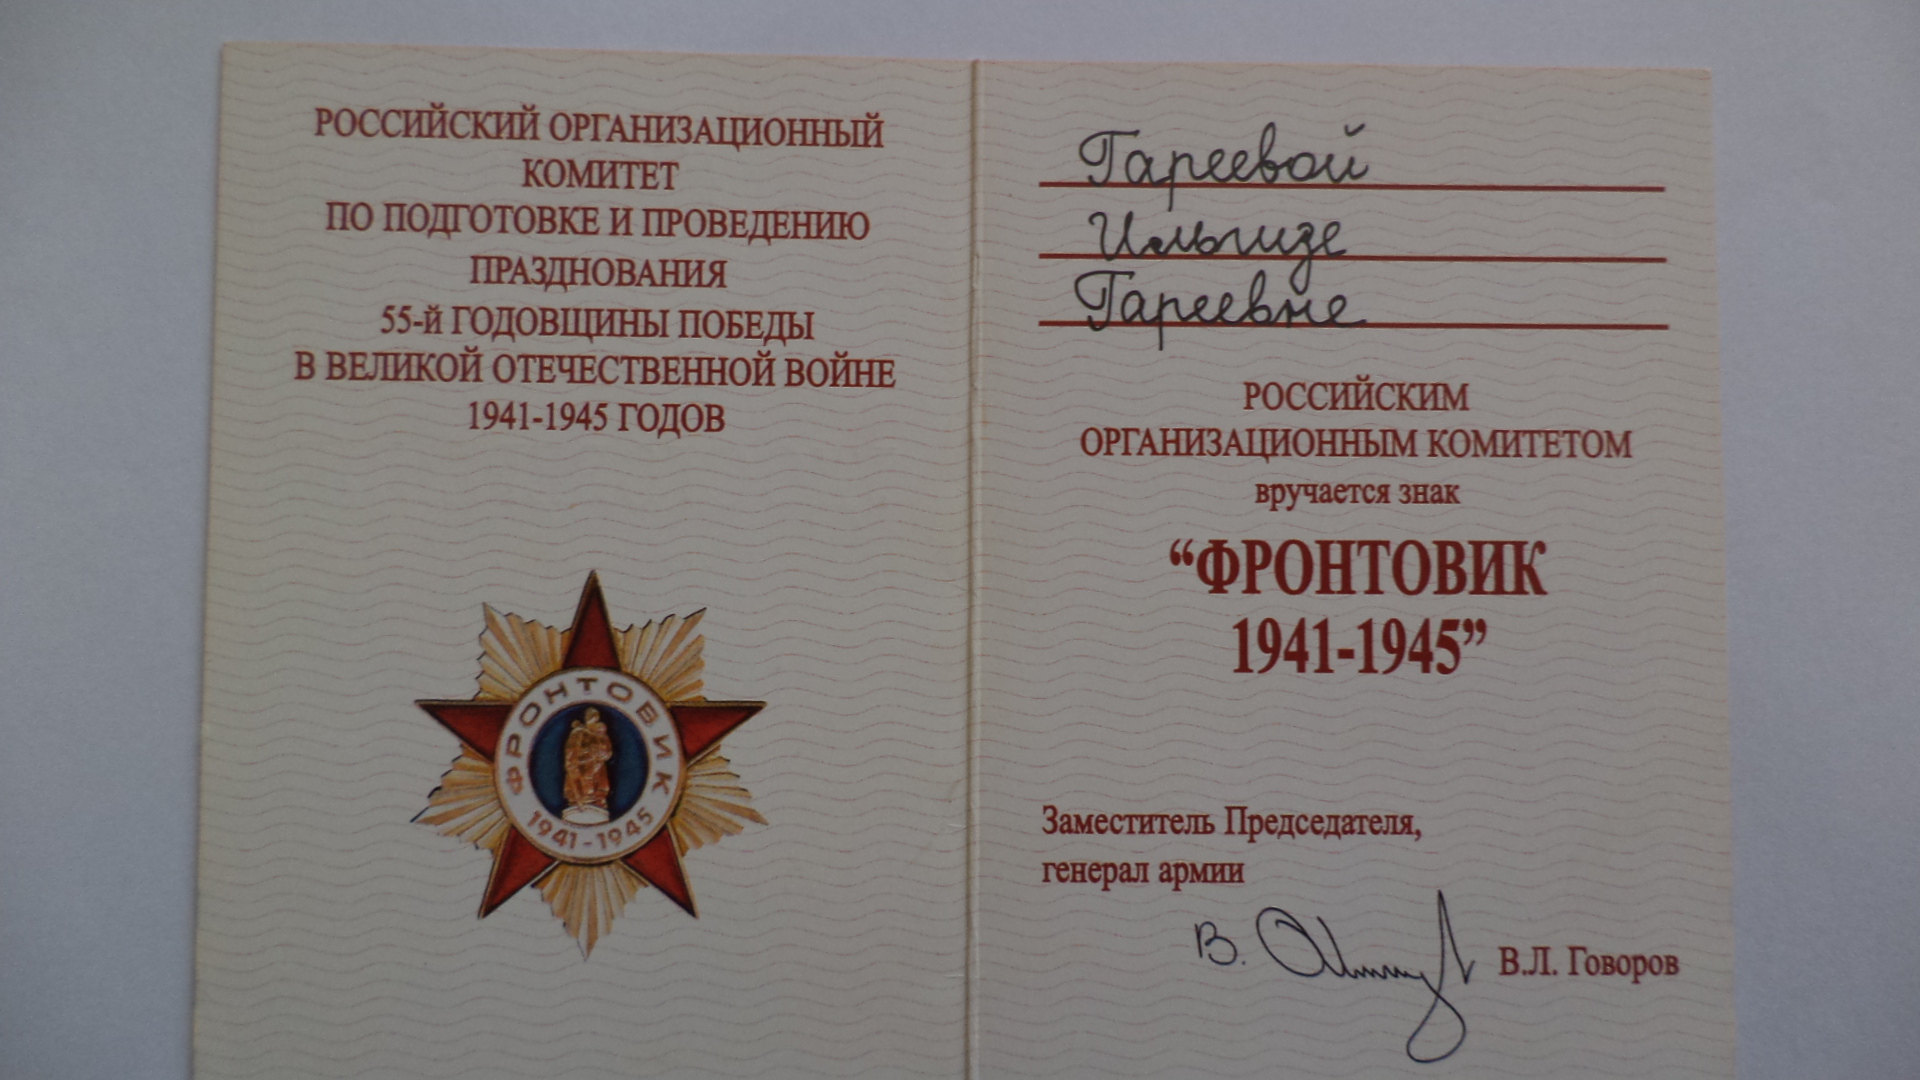 РОССИЙСКИЙ ОРГАНИЗАЦИОННЫЙ
КОМИТЕТ
ПО ПОДГОТОВКЕ И ПРОВЕДЕНИЮ
ПРАЗДНОВАНИЯ
55-й ГОДОВЩИНЫ ПОБЕДЫ
В ВЕЛИКОЙ ОТЕЧЕСТВЕННОЙ ВОЙНЕ
1941-1945 ГОДОВ
ФРОНТОВИК
1941-1945
Гареевой
Ильгизе
Гареевне
РОССИЙСКИМ
ОРГАНИЗАЦИОННЫМ КОМИТЕТОМ
вручается знак
“ФРОНТОВИК
1941-1945”
Заместитель Председателя,
генерал армии
В.Л. Говоров